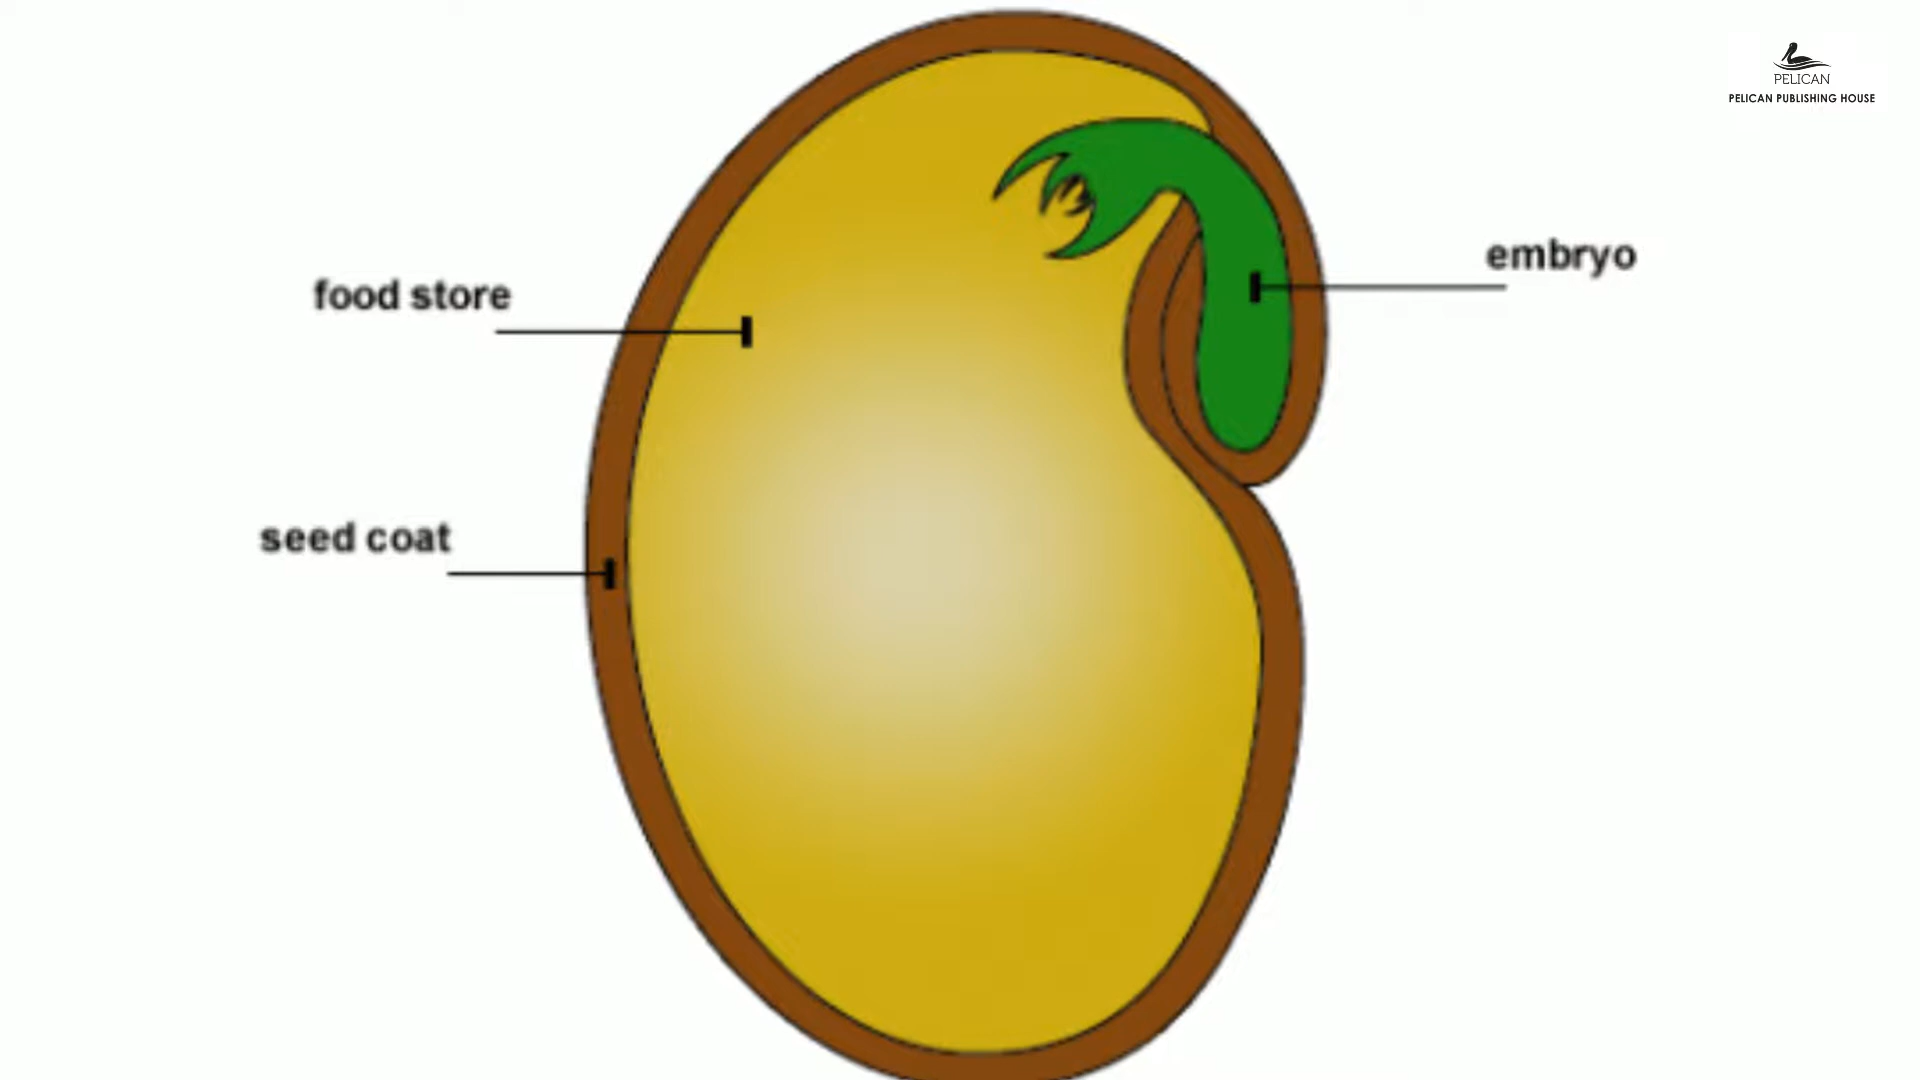 PELICAN
PELICAN PUBLISHING HOUSE
embryo
food store
seed coat